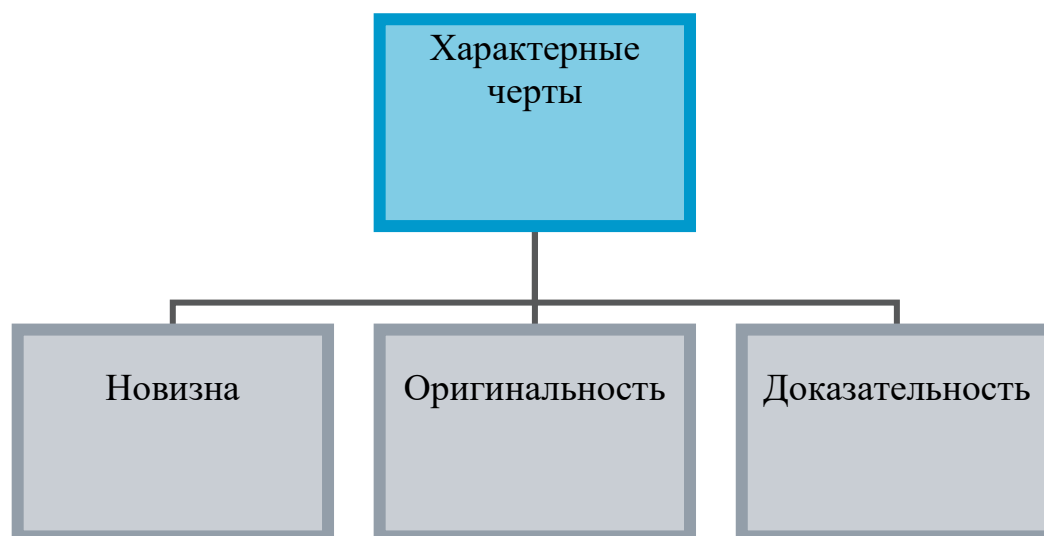 Характерные
черты
Новизна
Оригинальность
Доказательность